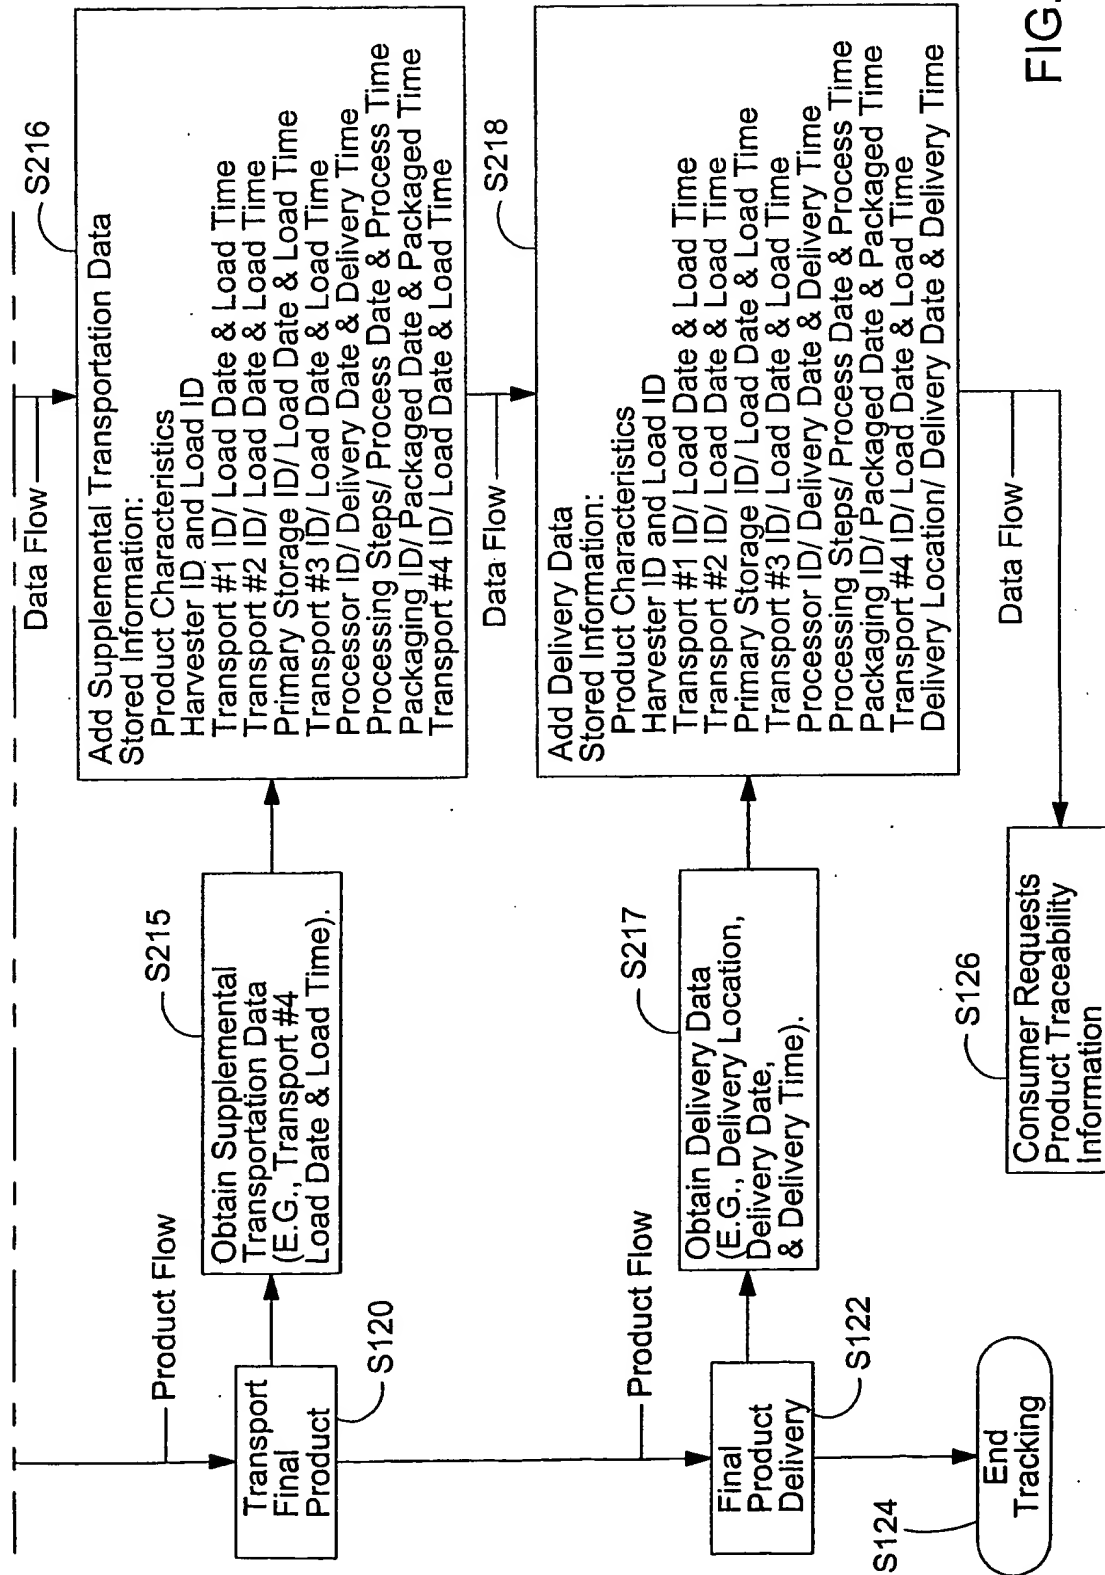 Product Flow
Data Flow
Transport
Final
Product
S120
Obtain Supplemental
Transportation Data
(E.G., Transport #4
Load Date & Load Time).
S215
Add Supplemental Transportation Data
Stored Information:
Product Characteristics
Harvester ID and Load ID
Transport #1 ID/ Load Date & Load Time
Transport #2 ID/ Load Date & Load Time
Primary Storage ID/ Load Date & Load Time
Transport #3 ID/ Load Date & Load Time
Processor ID/ Delivery Date & Delivery Time
Processing Steps/ Process Date & Process Time
Packaging ID/ Packaged Date & Packaged Time
Transport #4 ID/ Load Date & Load Time
S216
Product Flow
Data Flow
Final
Product
Delivery
S122
Obtain Delivery Data
(E.G., Delivery Location,
Delivery Date,
& Delivery Time).
S217
Add Delivery Data
Stored Information:
Product Characteristics
Harvester ID and Load ID
Transport #1 ID/ Load Date & Load Time
Transport #2 ID/ Load Date & Load Time
Primary Storage ID/ Load Date & Load Time
Transport #3 ID/ Load Date & Load Time
Processor ID/ Delivery Date & Delivery Time
Processing Steps/ Process Date & Process Time
Packaging ID/ Packaged Date & Packaged Time
Transport #4 ID/ Load Date & Load Time
Delivery Location/ Delivery Date & Delivery Time
S218
Data Flow
End
Tracking
S124
Consumer Requests
Product Traceability
Information
S126
FIG.